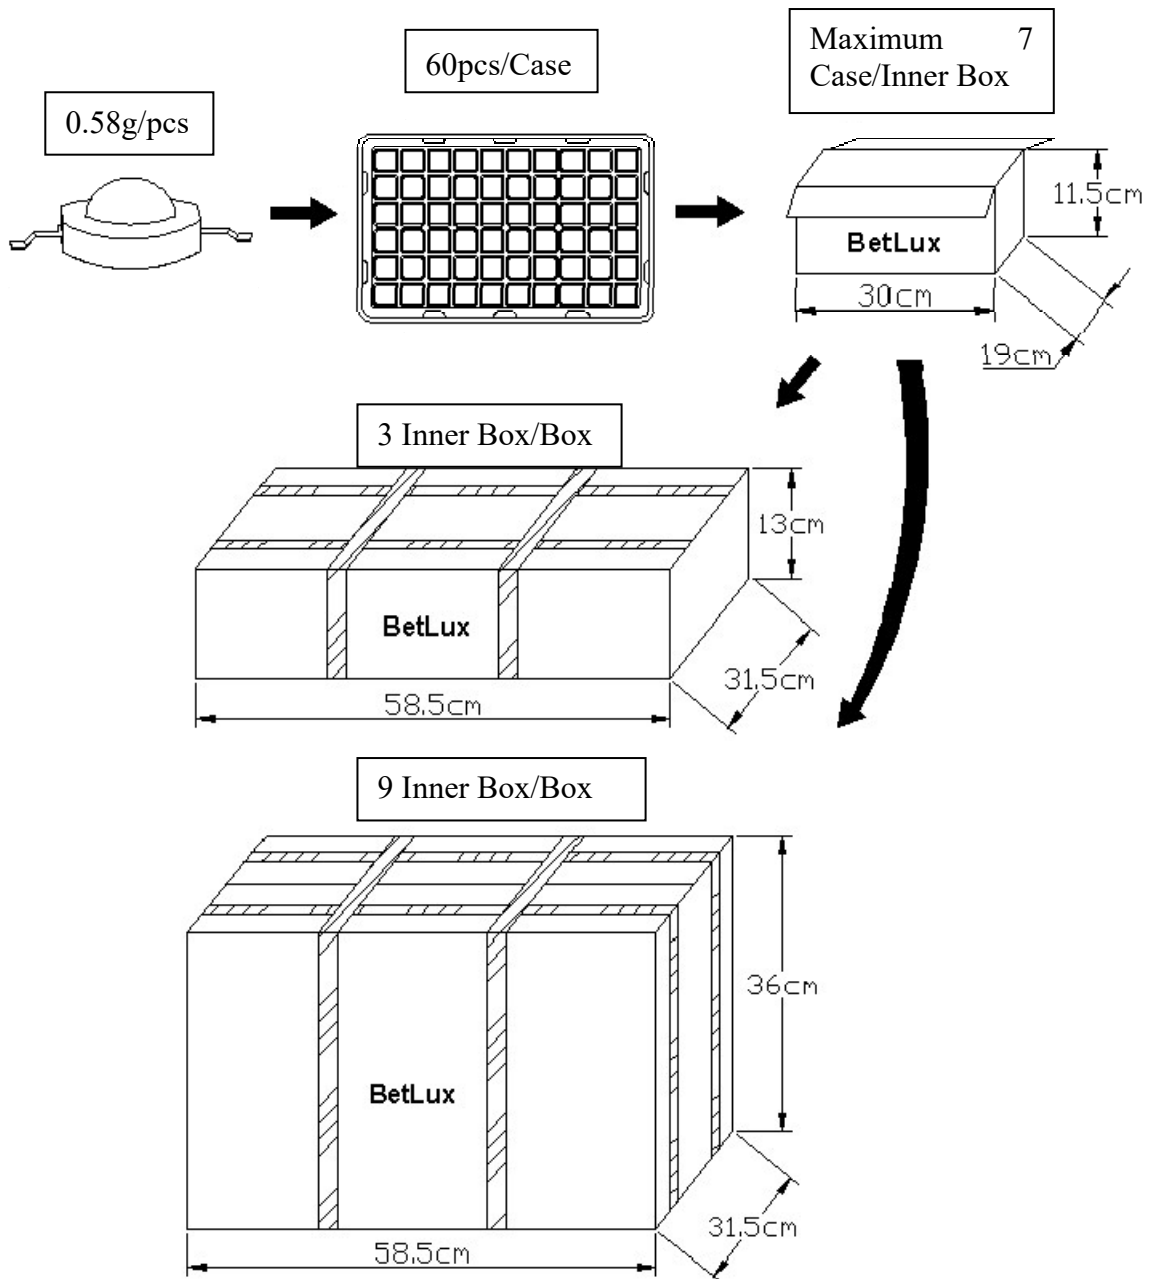 0.58g/pcs
60pcs/Case
Maximum 7
Case/Inner Box
11.5cm
BetLux
30cm
19cm
3 Inner Box/Box
13cm
BetLux
31.5cm
58.5cm
9 Inner Box/Box
36cm
BetLux
31.5cm
58.5cm